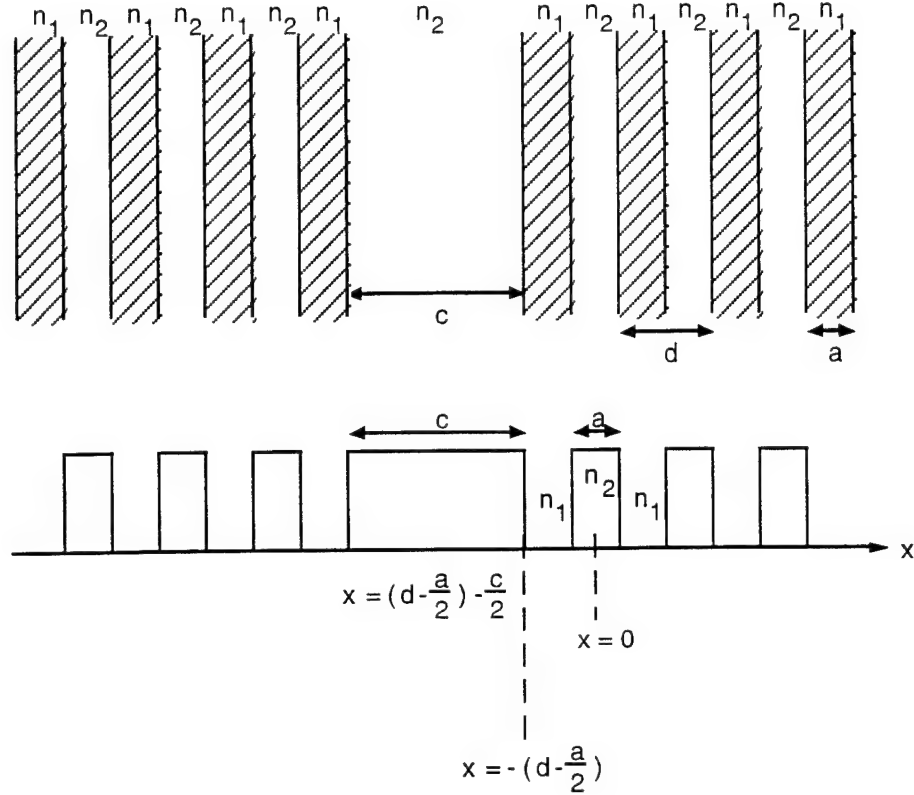 n₁ n₂ n₁ n₂ n₁ n₂ n₁ n₂ n₁ n₂ n₁ n₂ n₁ n₂ n₁
c
d
a
c
a
n₁ n₂ n₁
x
x = (d-a/2) - c/2
x = 0
x = - (d-a/2)